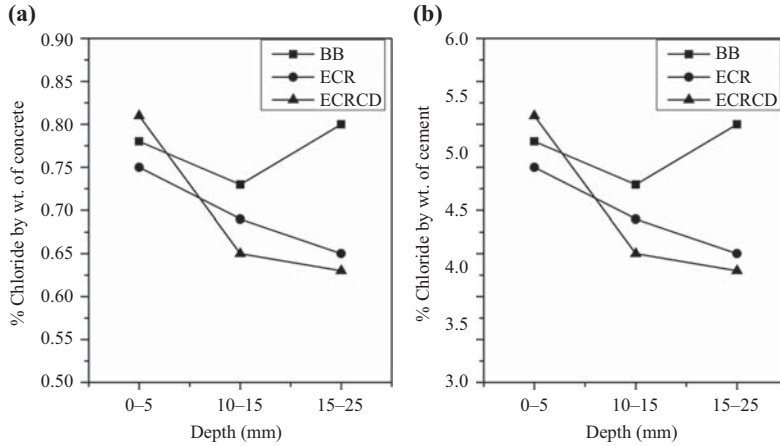 (a)
% Chloride by wt. of concrete
0.90
0.85
0.80
0.75
0.70
0.65
0.60
0.55
0.50
BB
ECR
ECRCD
0–5
10–15
15–25
Depth (mm)
(b)
% Chloride by wt. of cement
6.0
5.5
5.0
4.5
4.0
3.5
3.0
BB
ECR
ECRCD
0–5
10–15
15–25
Depth (mm)